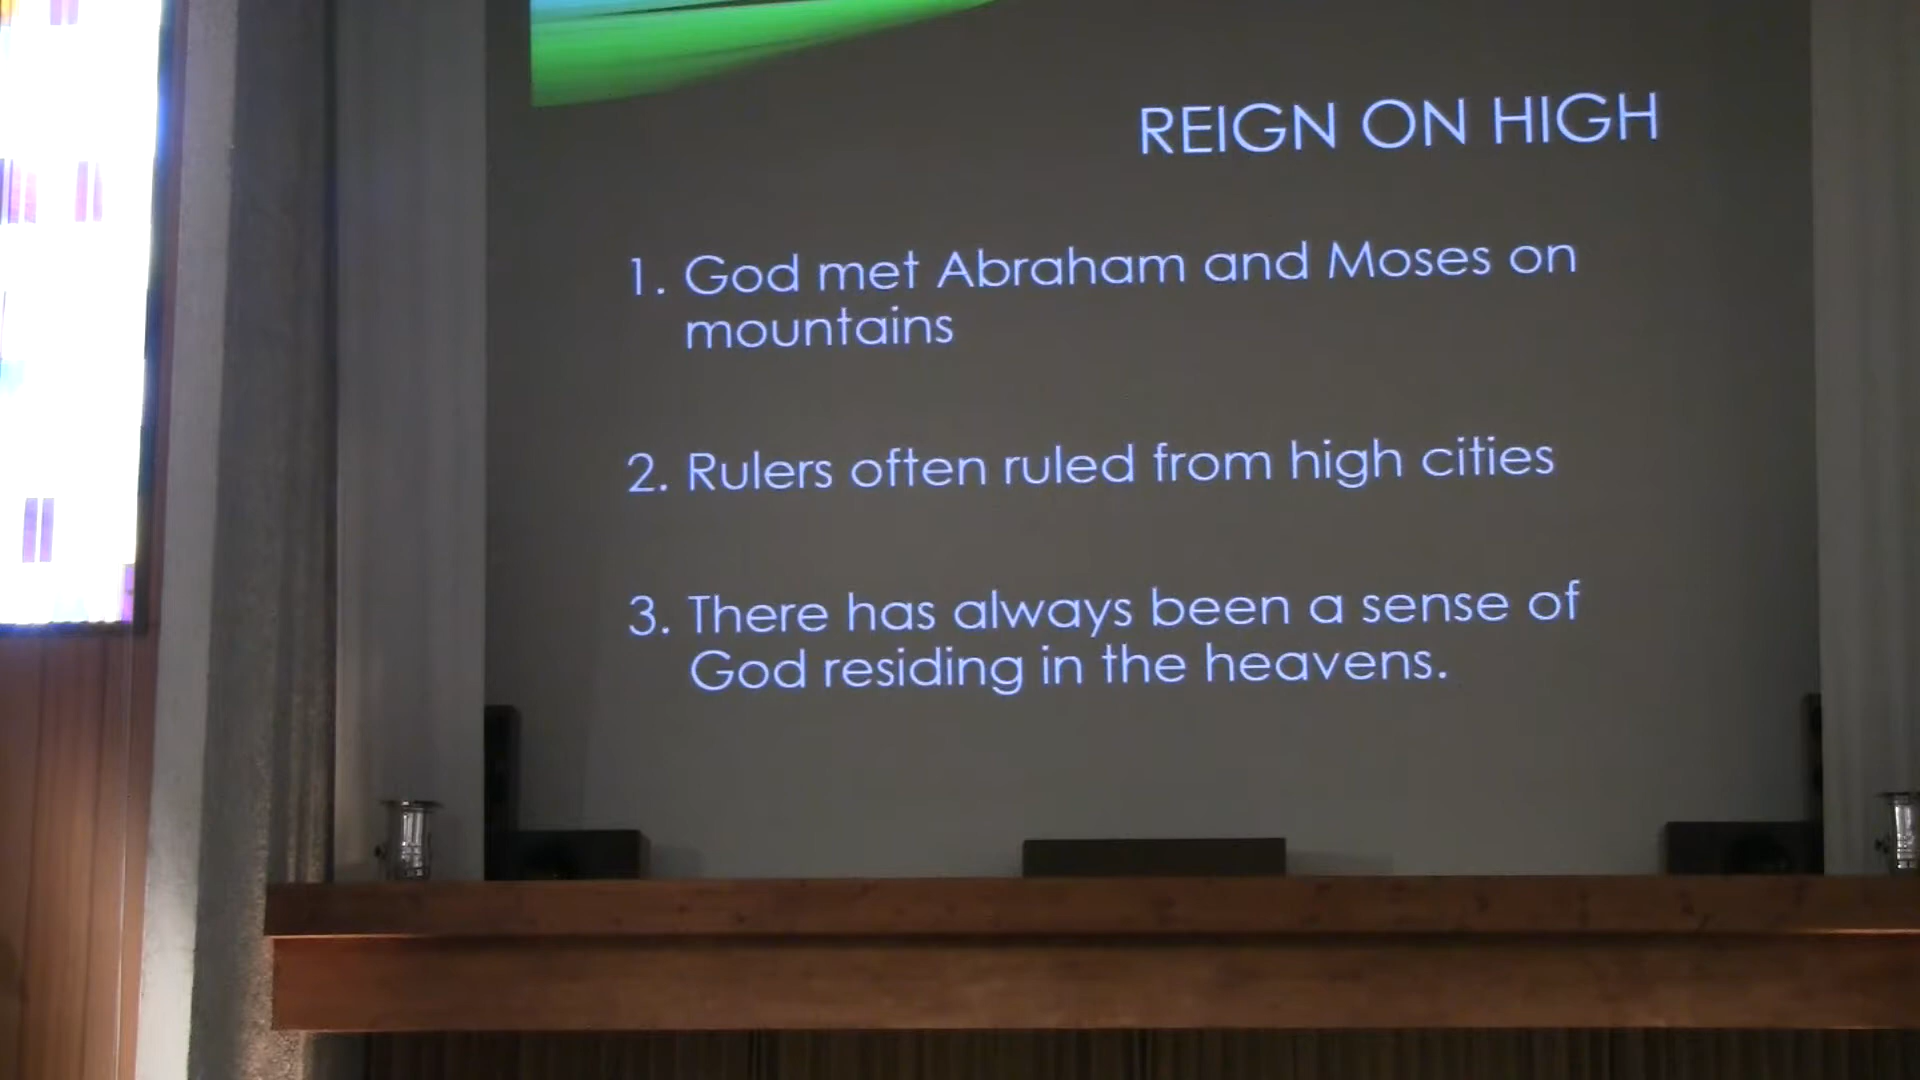 REIGN ON HIGH
1. God met Abraham and Moses on
mountains
2. Rulers often ruled from high cities
3. There has always been a sense of
God residing in the heavens.